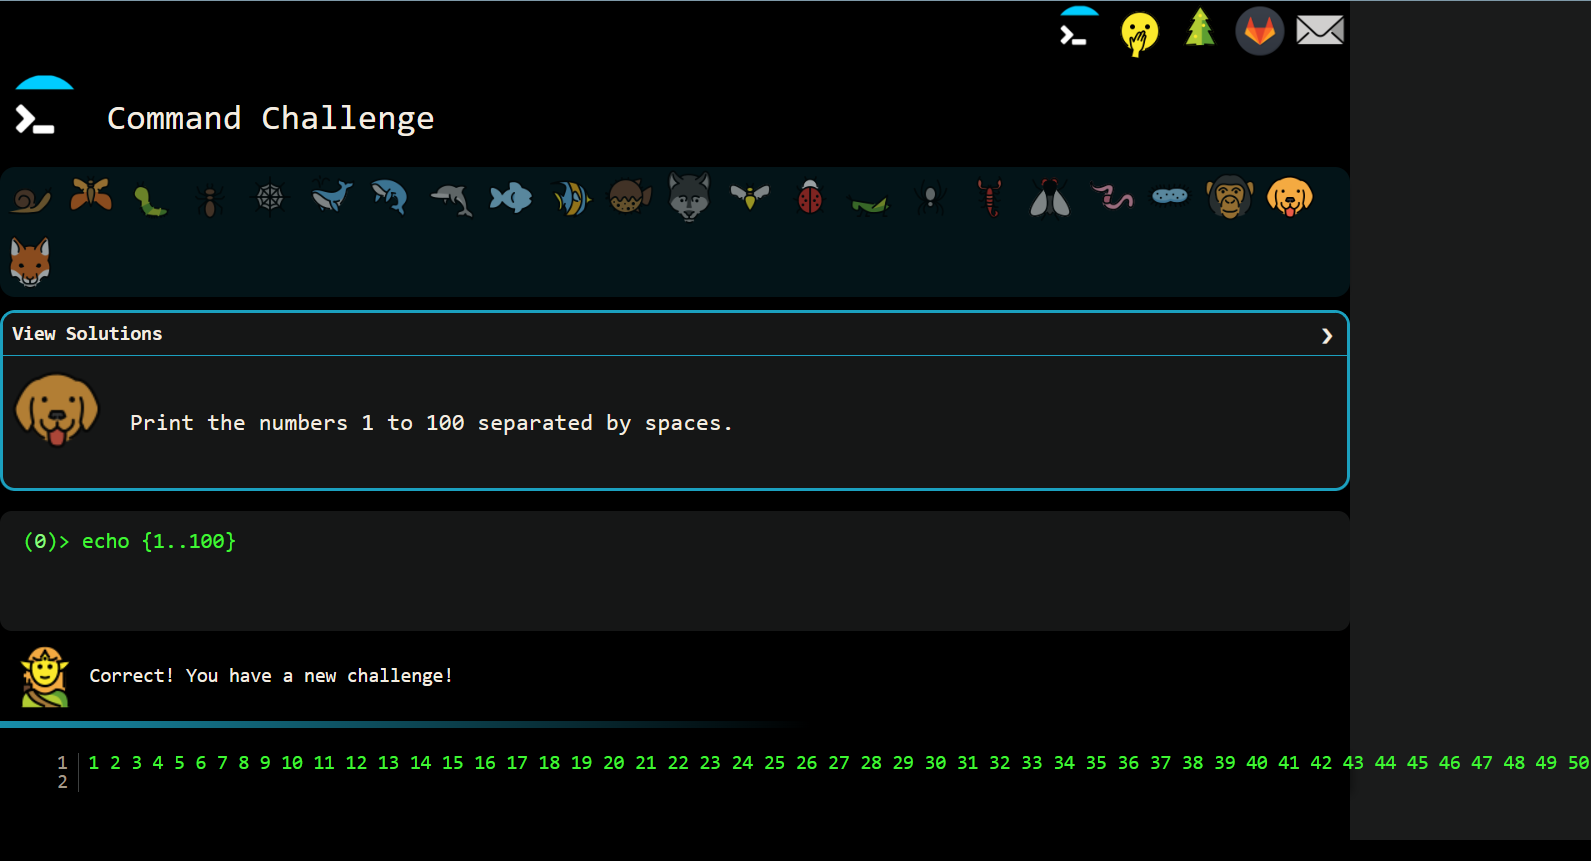 Command Challenge
View Solutions
Print the numbers 1 to 100 separated by spaces.
(0)> echo {1..100}
Correct! You have a new challenge!
1 1 2 3 4 5 6 7 8 9 10 11 12 13 14 15 16 17 18 19 20 21 22 23 24 25 26 27 28 29 30 31 32 33 34 35 36 37 38 39 40 41 42 43 44 45 46 47 48 49 50
2